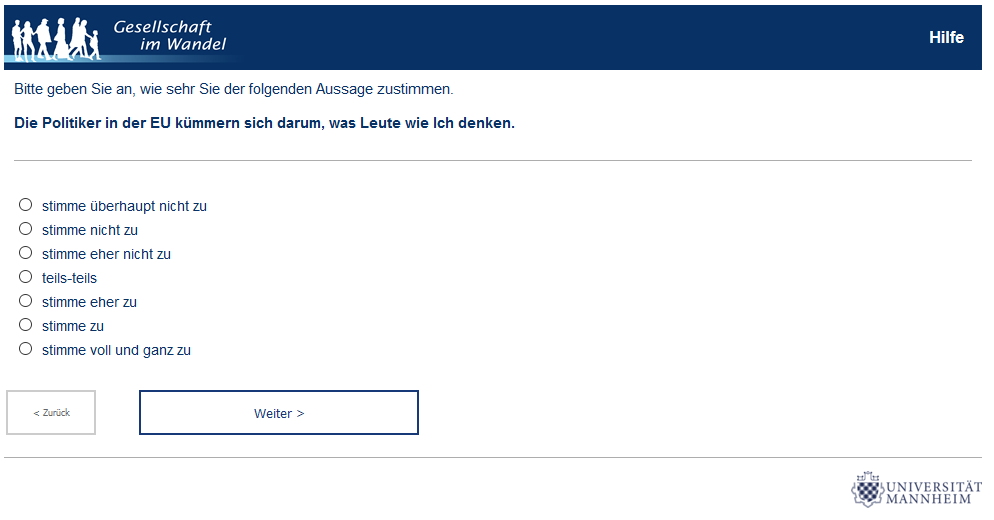 Gesellschaft
im Wandel
Hilfe
Bitte geben Sie an, wie sehr Sie der folgenden Aussage zustimmen.
Die Politiker in der EU kümmern sich darum, was Leute wie Ich denken.
stimme überhaupt nicht zu
stimme nicht zu
stimme eher nicht zu
teils-teils
stimme eher zu
stimme zu
stimme voll und ganz zu
< Zurück
Weiter >
UNIVERSITÄT
MANNHEIM